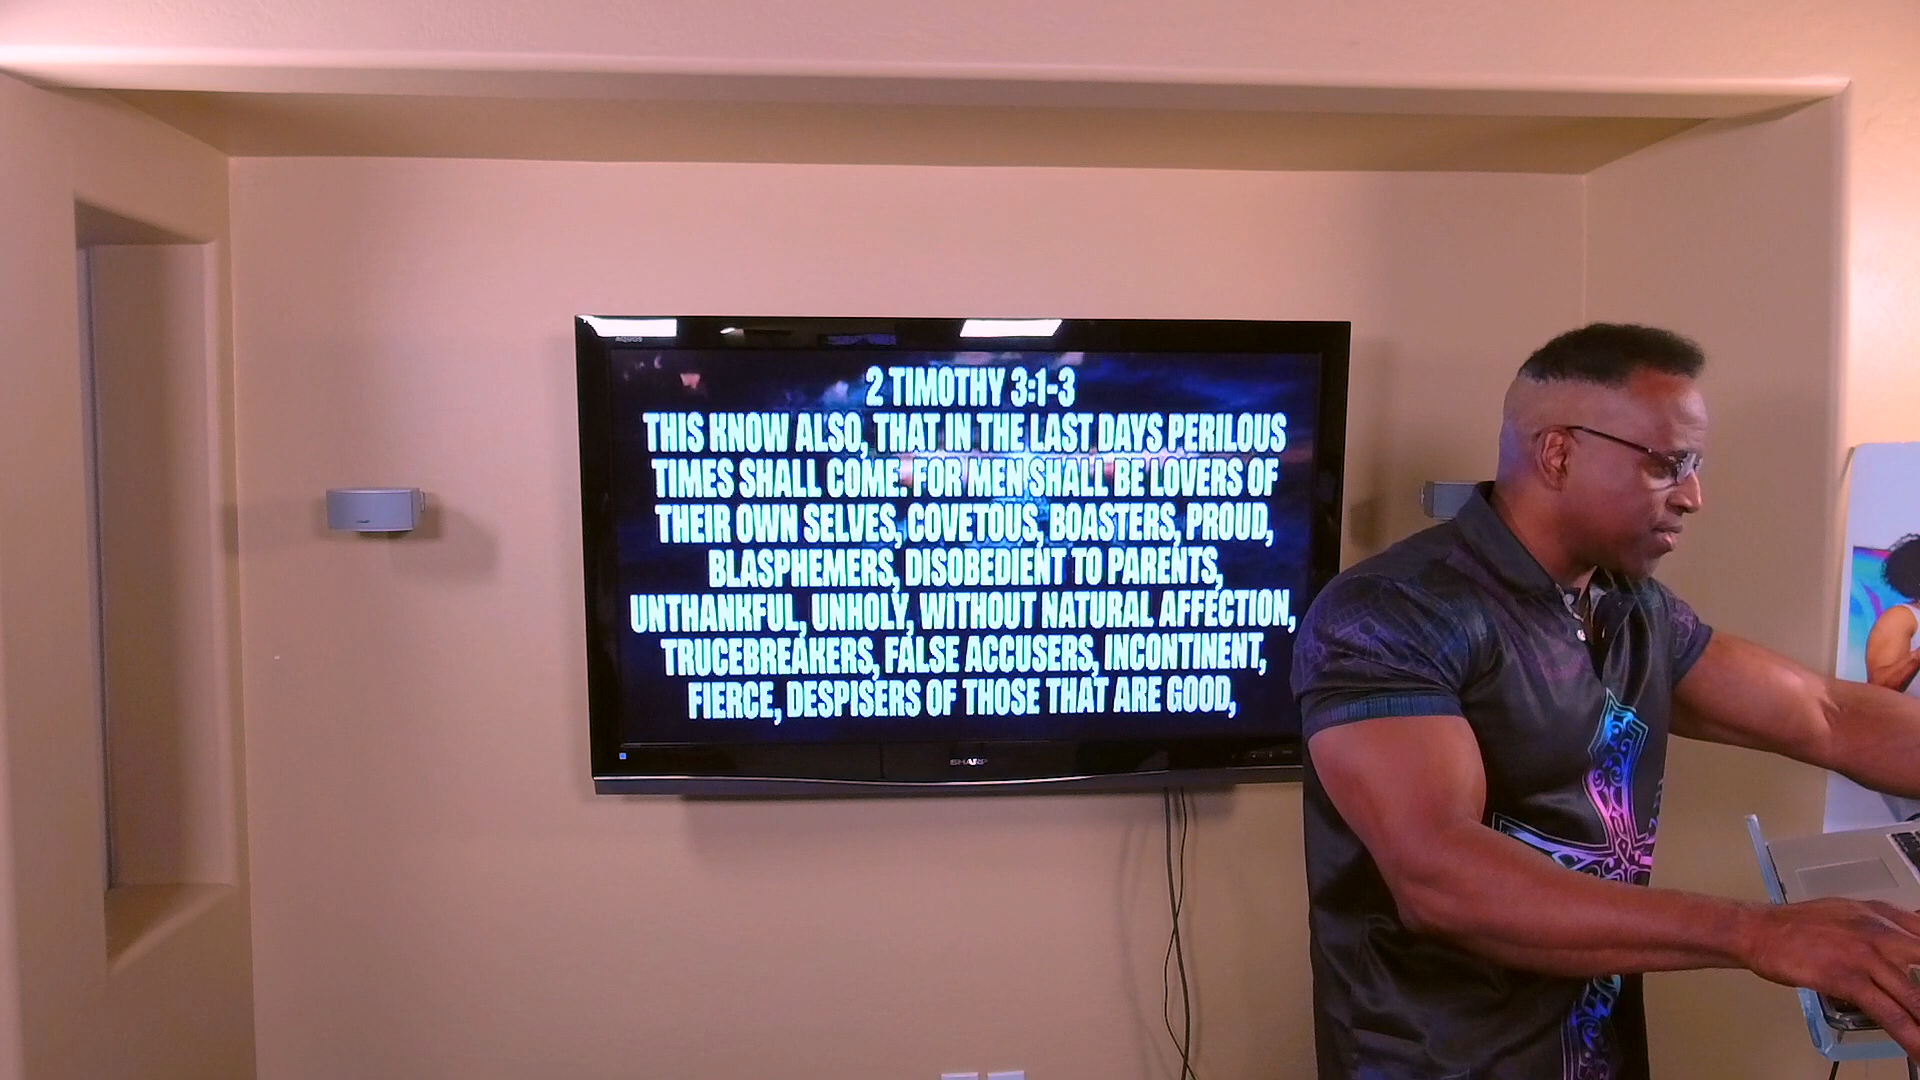 AQUOS
2 TIMOTHY 3:1-3
THIS KNOW ALSO, THAT IN THE LAST DAYS PERILOUS
TIMES SHALL COME. FOR MEN SHALL BE LOVERS OF
THEIR OWN SELVES, COVETOUS, BOASTERS, PROUD,
BLASPHEMERS, DISOBEDIENT TO PARENTS,
UNTHANKFUL, UNHOLY, WITHOUT NATURAL AFFECTION,
TRUCEBREAKERS, FALSE ACCUSERS, INCONTINENT,
FIERCE, DESPISERS OF THOSE THAT ARE GOOD,
SHARP